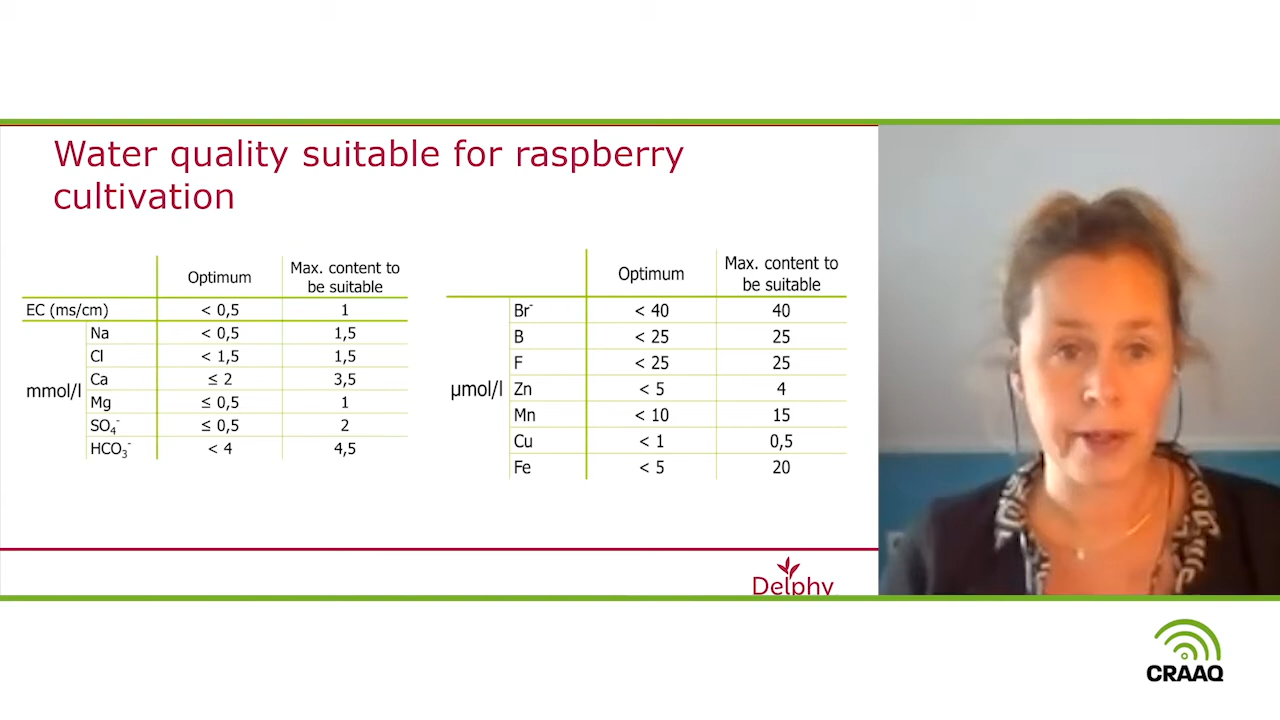 Water quality suitable for raspberry
cultivation
Optimum Max. content to
be suitable
EC (ms/cm) < 0,5 1
mmol/l
Na < 0,5 1,5
Cl < 1,5 1,5
Ca ≤ 2 3,5
Mg ≤ 0,5 1
SO₄⁻ ≤ 0,5 2
HCO₃⁻ < 4 4,5
Optimum Max. content to
be suitable
µmol/l
Br⁻ < 40 40
B < 25 25
F < 25 25
Zn < 5 4
Mn < 10 15
Cu < 1 0,5
Fe < 5 20
Delphy
CRAAQ